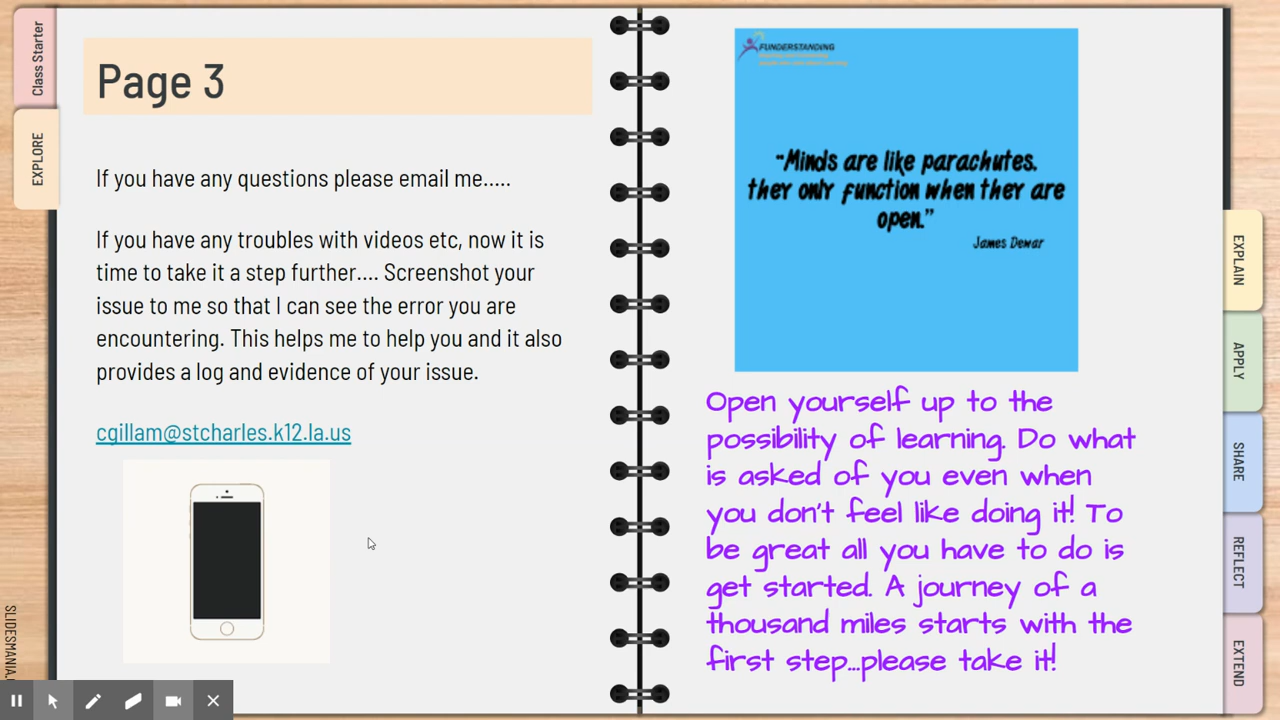 Class Starter
EXPLORE
Page 3
If you have any questions please email me.....
If you have any troubles with videos etc, now it is
time to take it a step further.... Screenshot your
issue to me so that I can see the error you are
encountering. This helps me to help you and it also
provides a log and evidence of your issue.
cgillam@stcharles.k12.la.us
SLIDESMANIA.
FUNDERSTANDING
"Minds are like parachutes.
they only function when they are
open."
James Dewar
Open yourself up to the
possibility of learning. Do what
is asked of you even when
you don't feel like doing it! To
be great all you have to do is
get started. A journey of a
thousand miles starts with the
first step...please take it!
EXPLAIN
APPLY
SHARE
REFLECT
EXTEND